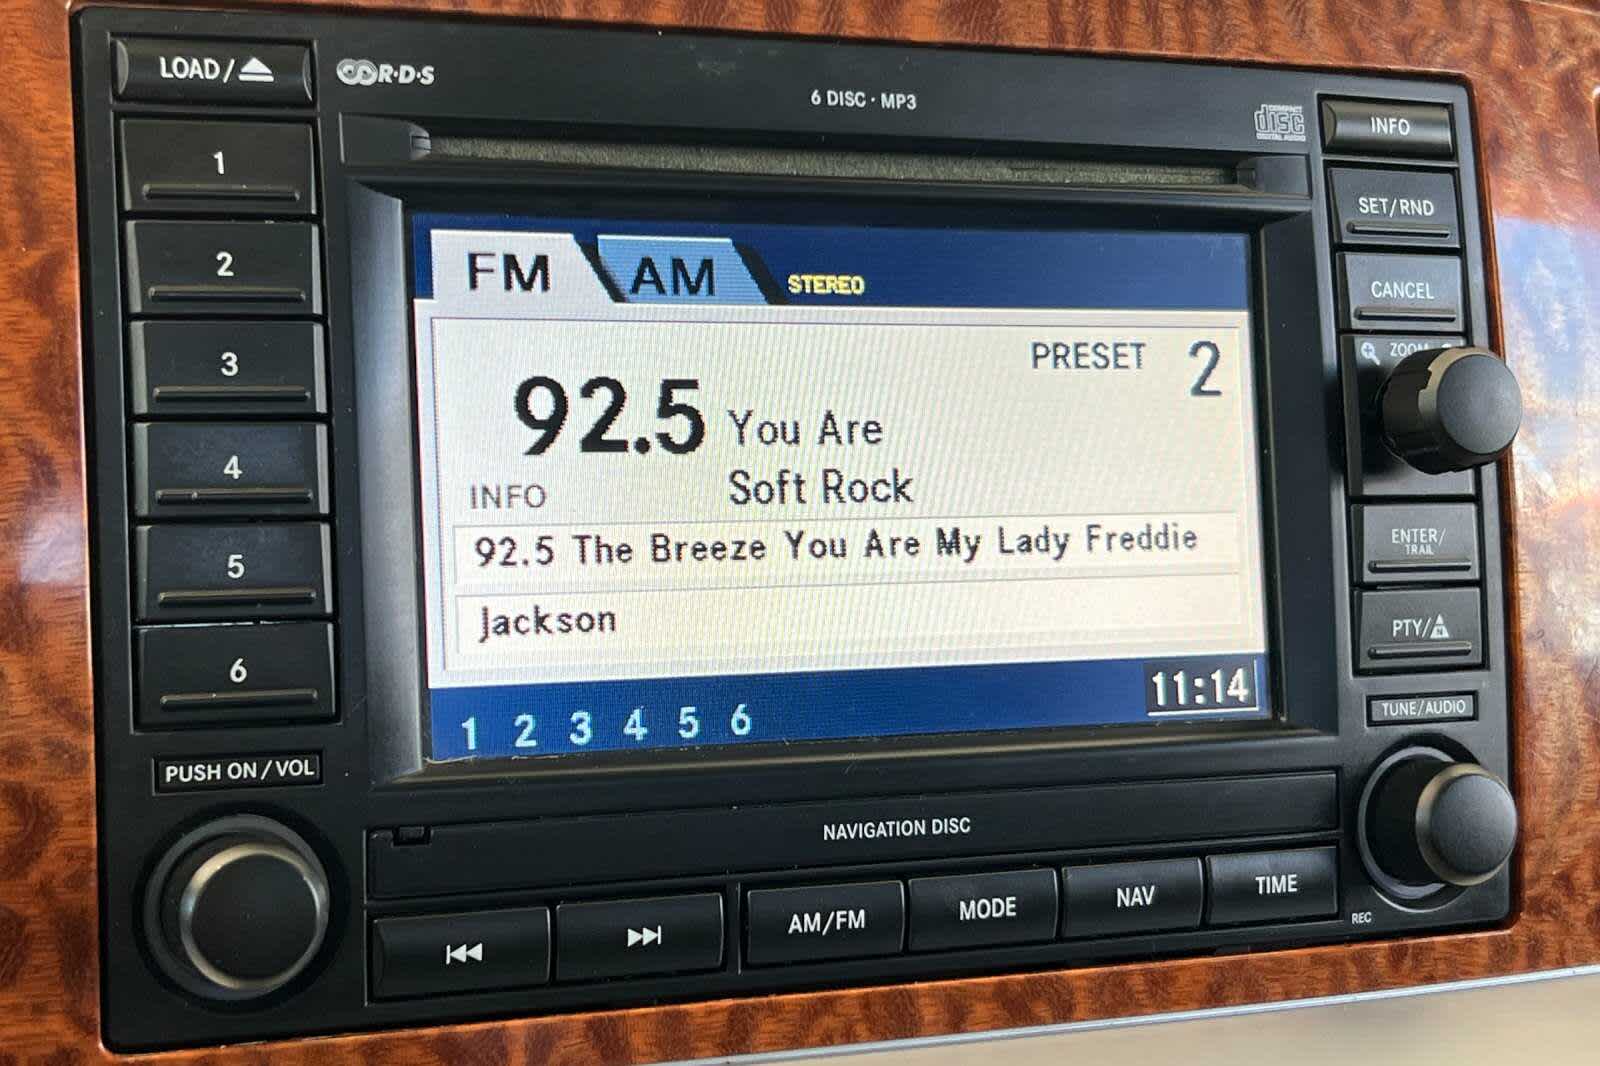 LOAD/
R·D·S
6 DISC · MP3
COMPACT
disc
DIGITAL AUDIO
INFO
1
2
3
4
5
6
SET/RND
CANCEL
ZOOM
ENTER/
TRAIL
PTY/
N
TUNE/AUDIO
FM AM STEREO
PRESET 2
92.5 You Are
Soft Rock
INFO
92.5 The Breeze You Are My Lady Freddie
Jackson
1 2 3 4 5 6
11:14
PUSH ON/VOL
NAVIGATION DISC
AM/FM
MODE
NAV
TIME
REC